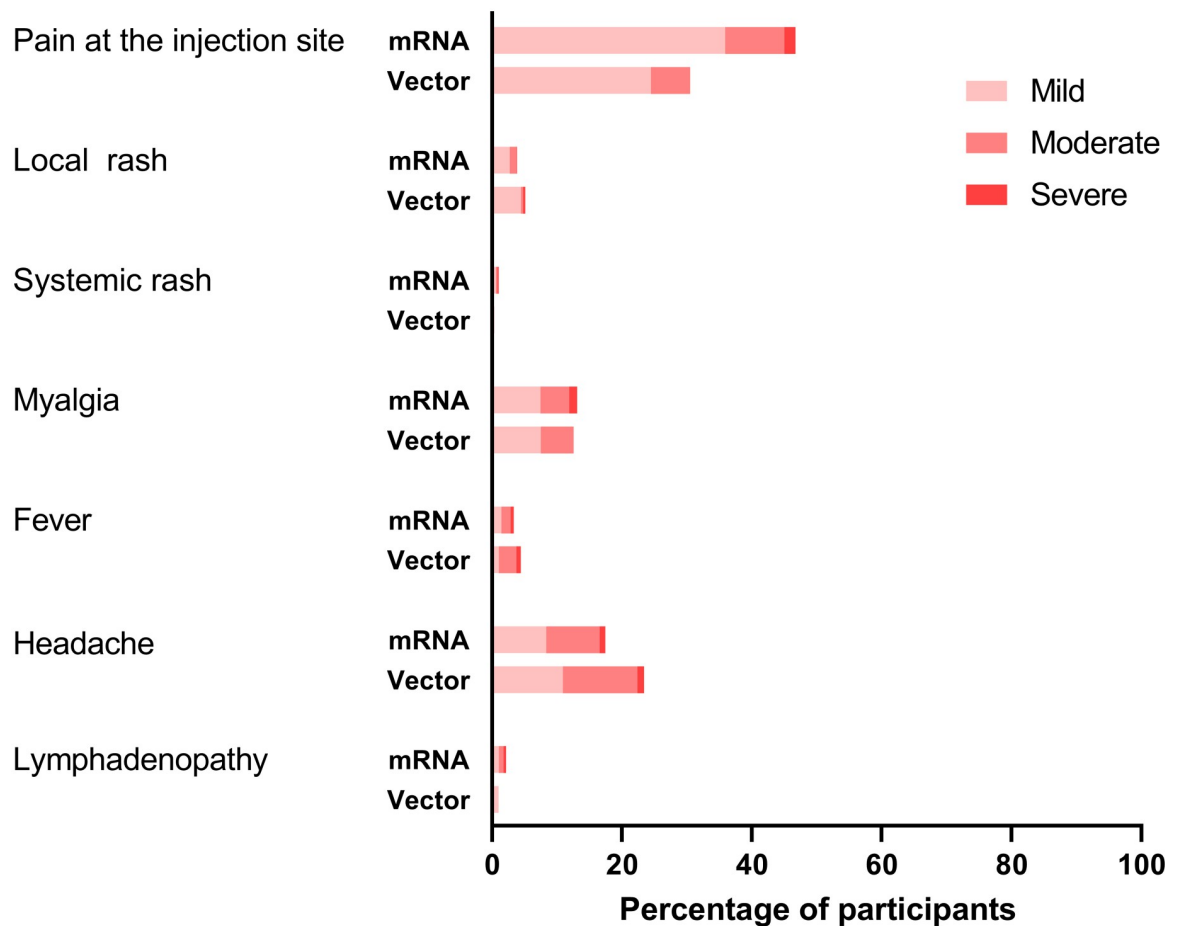 Pain at the injection site mRNA
Vector
Mild
Local rash mRNA
Moderate
Vector
Severe
Systemic rash mRNA
Vector
Myalgia mRNA
Vector
Fever mRNA
Vector
Headache mRNA
Vector
Lymphadenopathy mRNA
Vector
0 20 40 60 80 100
Percentage of participants